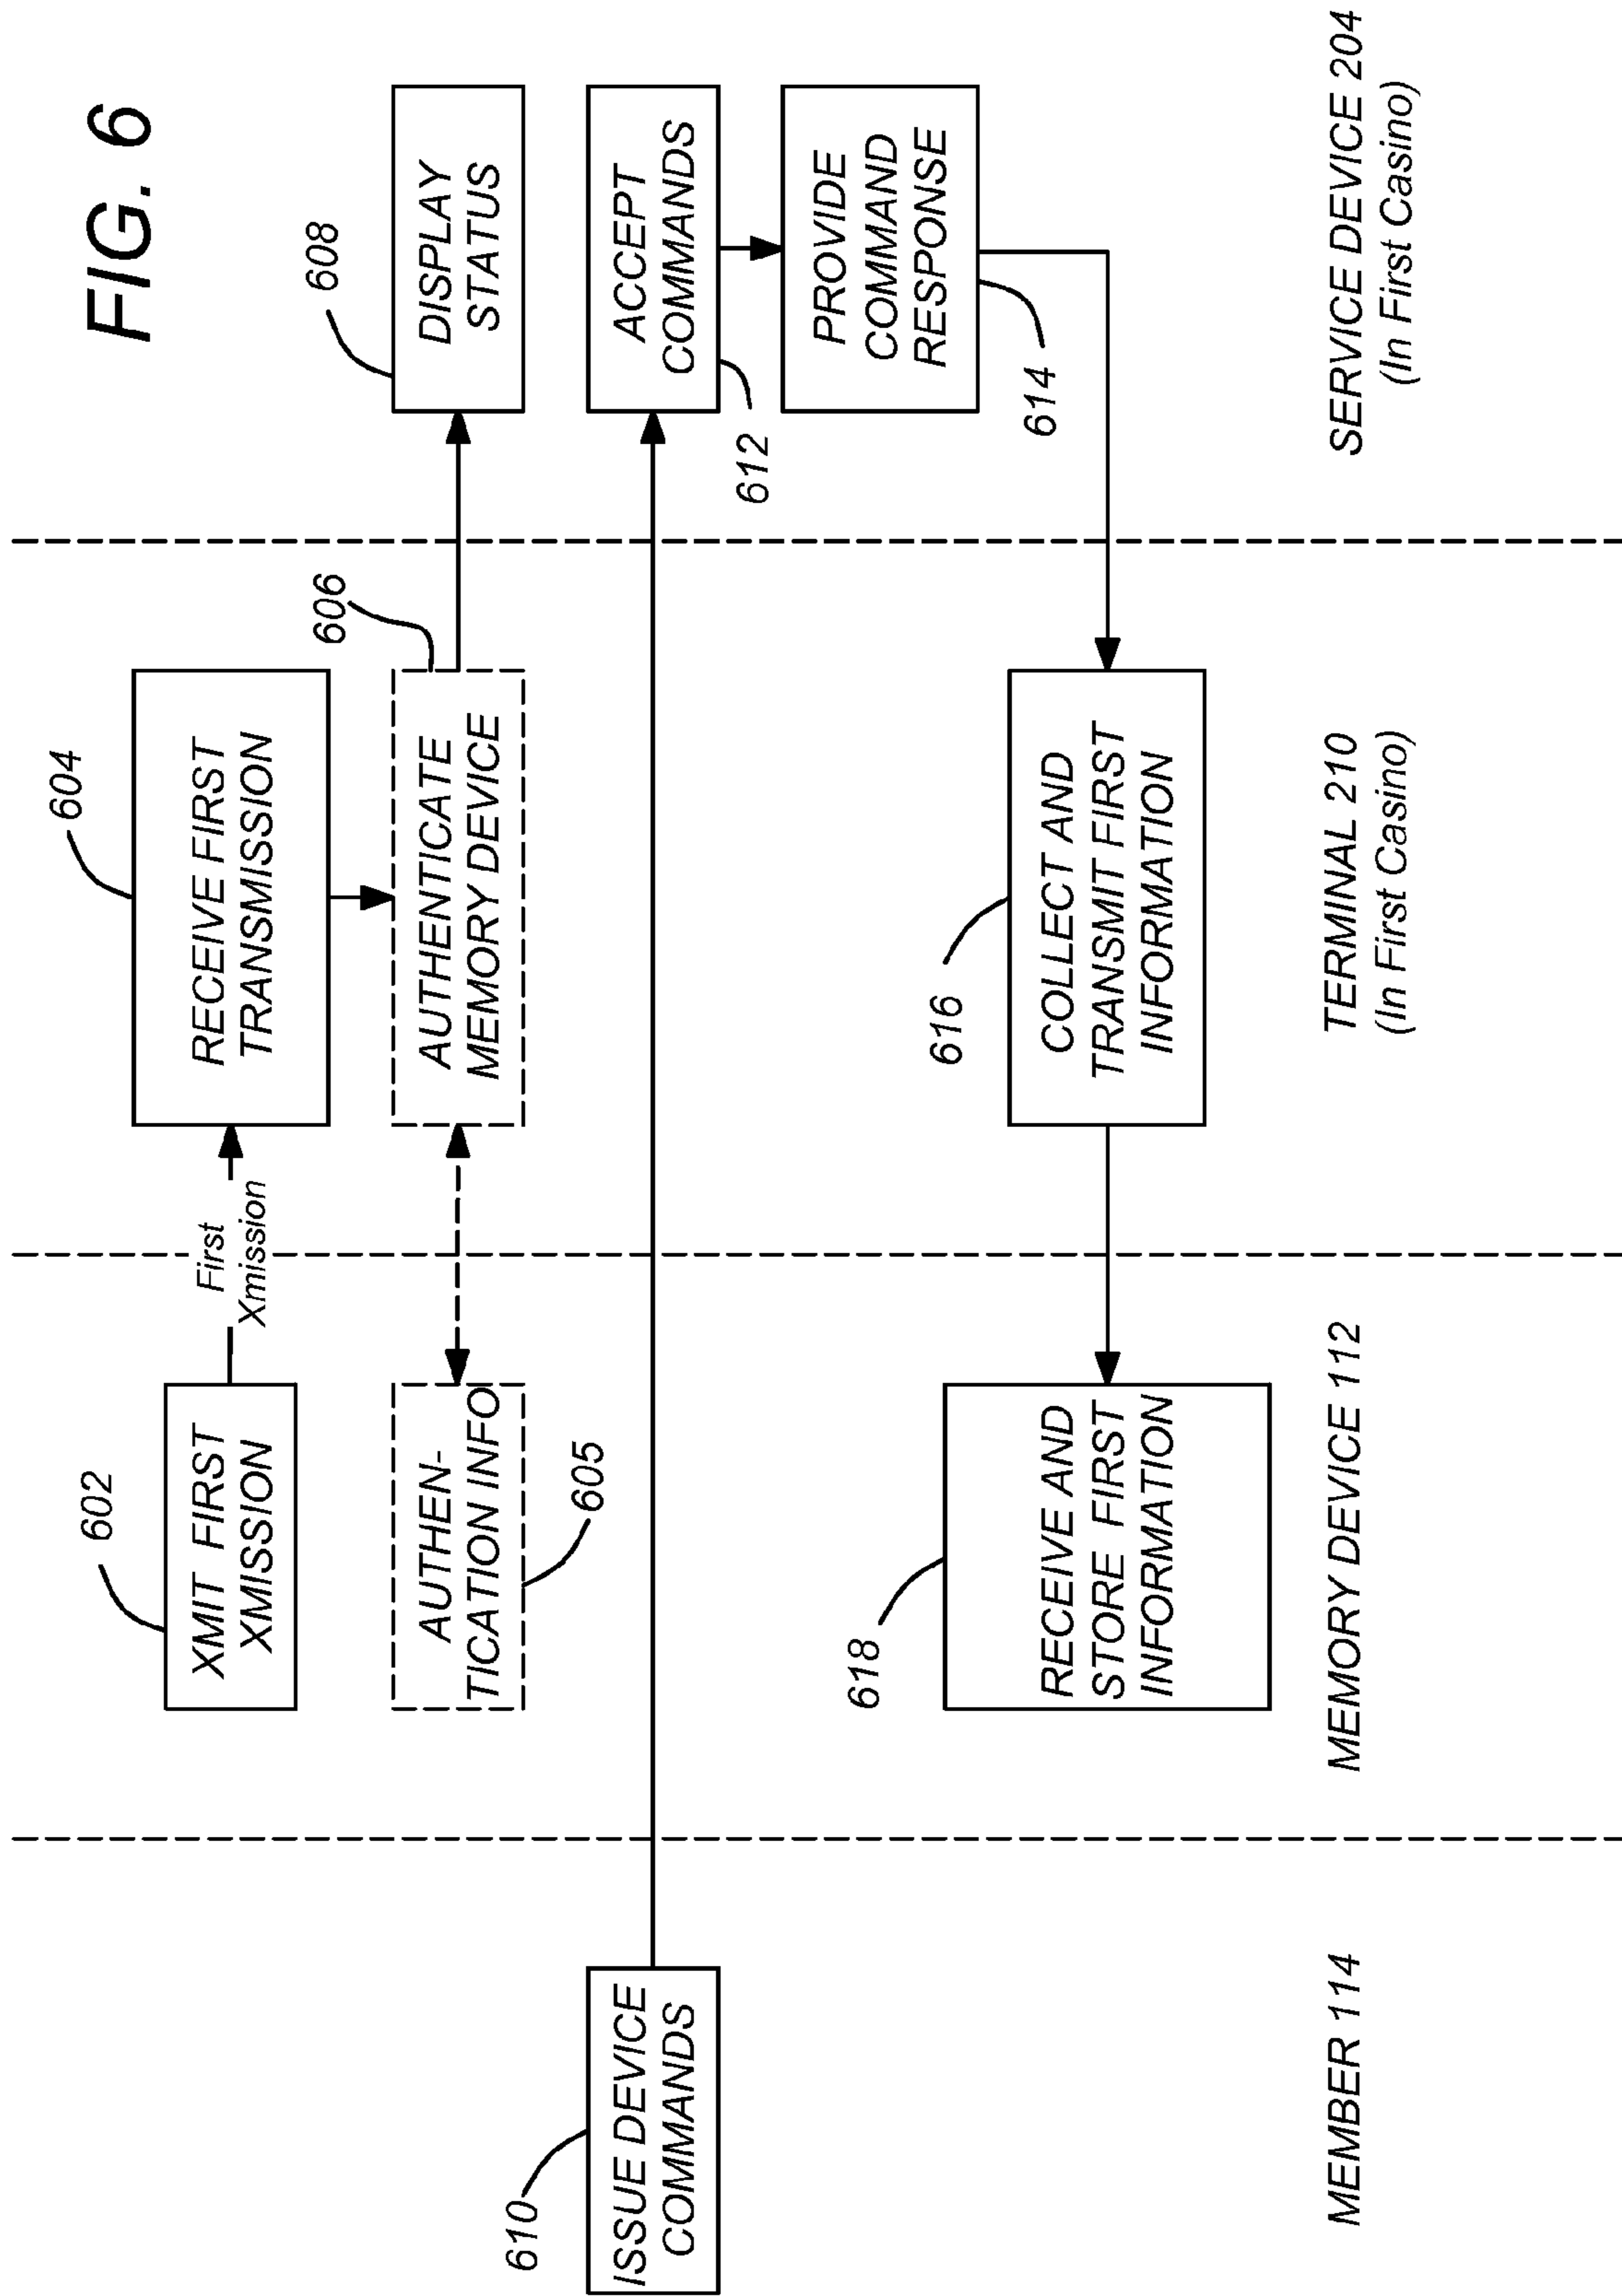 FIG. 6
602
XMIT FIRST
XMISSION
First
Xmission
604
RECEIVE FIRST
TRANSMISSION
AUTHEN-
TICATION INFO
605
606
AUTHENTICATE
MEMORY DEVICE
608
DISPLAY
STATUS
610
ISSUE DEVICE
COMMANDS
ACCEPT
COMMANDS
612
PROVIDE
COMMAND
RESPONSE
614
616
COLLECT AND
TRANSMIT FIRST
INFORMATION
618
RECEIVE AND
STORE FIRST
INFORMATION
MEMBER 114
MEMORY DEVICE 112
TERMINAL 210
(In First Casino)
SERVICE DEVICE 204
(In First Casino)